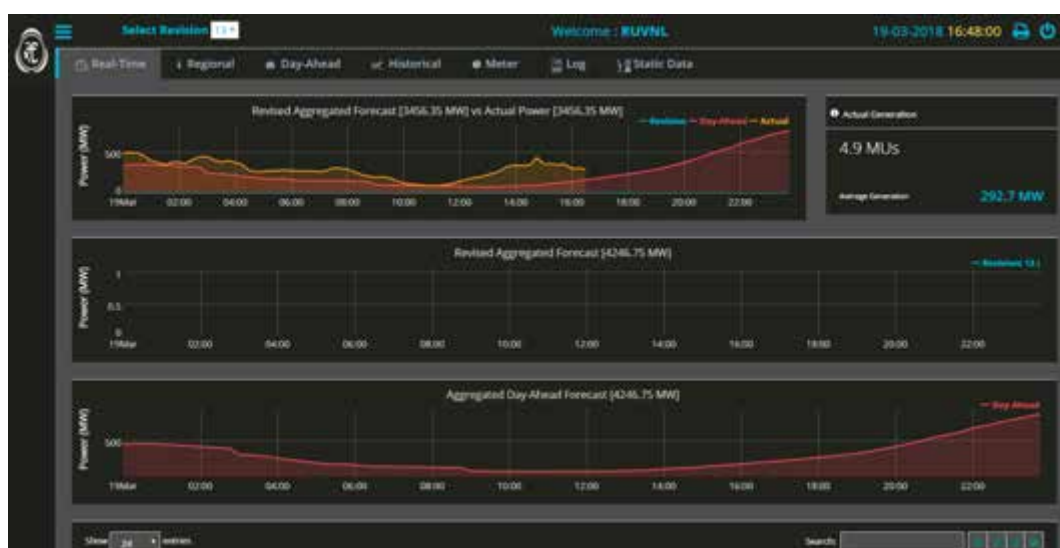 Select Revision 13
Welcome : RUVNL
19-03-2018 16:48:00
Real-Time
Regional
Day-Ahead
Historical
Meter
Log
Static Data
Revised Aggregated Forecast [3456.35 MW] vs Actual Power [3456.35 MW]
Revision
Day-Ahead
Actual
Power (MW)
500
0
19Mar 02:00 04:00 06:00 08:00 10:00 12:00 14:00 16:00 18:00 20:00 22:00
Actual Generation
4.9 MUs
Average Generation
292.7 MW
Revised Aggregated Forecast [4246.75 MW]
Revision( 13 )
Power (MW)
1
0.5
0
19Mar 02:00 04:00 06:00 08:00 10:00 12:00 14:00 16:00 18:00 20:00 22:00
Aggregated Day-Ahead Forecast [4246.75 MW]
Day Ahead
Power (MW)
500
19Mar 02:00 04:00 06:00 08:00 10:00 12:00 14:00 16:00 18:00 20:00 22:00
Show 24 entries
Search: